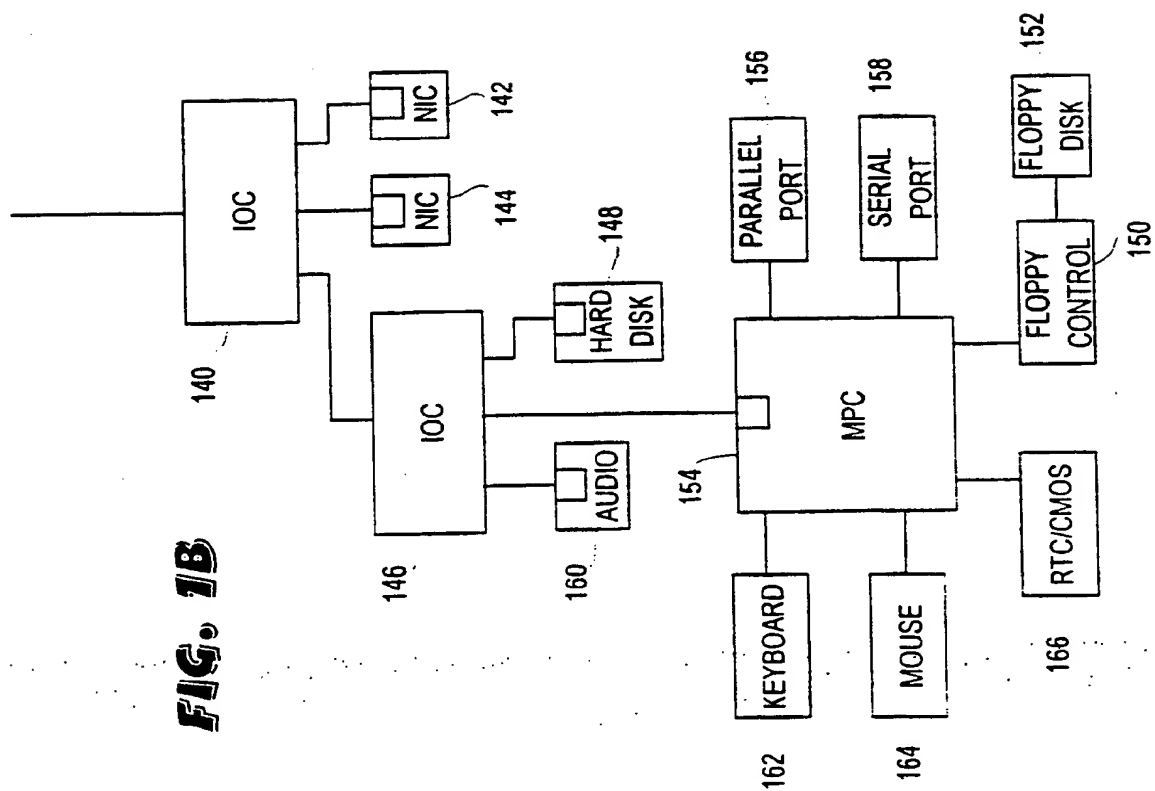 FIG. 1B
IOC
140
NIC
142
NIC
144
IOC
146
HARD
DISK
148
AUDIO
160
MPC
154
PARALLEL
PORT
156
SERIAL
PORT
158
FLOPPY
CONTROL
150
FLOPPY
DISK
152
KEYBOARD
162
MOUSE
164
RTC/CMOS
166